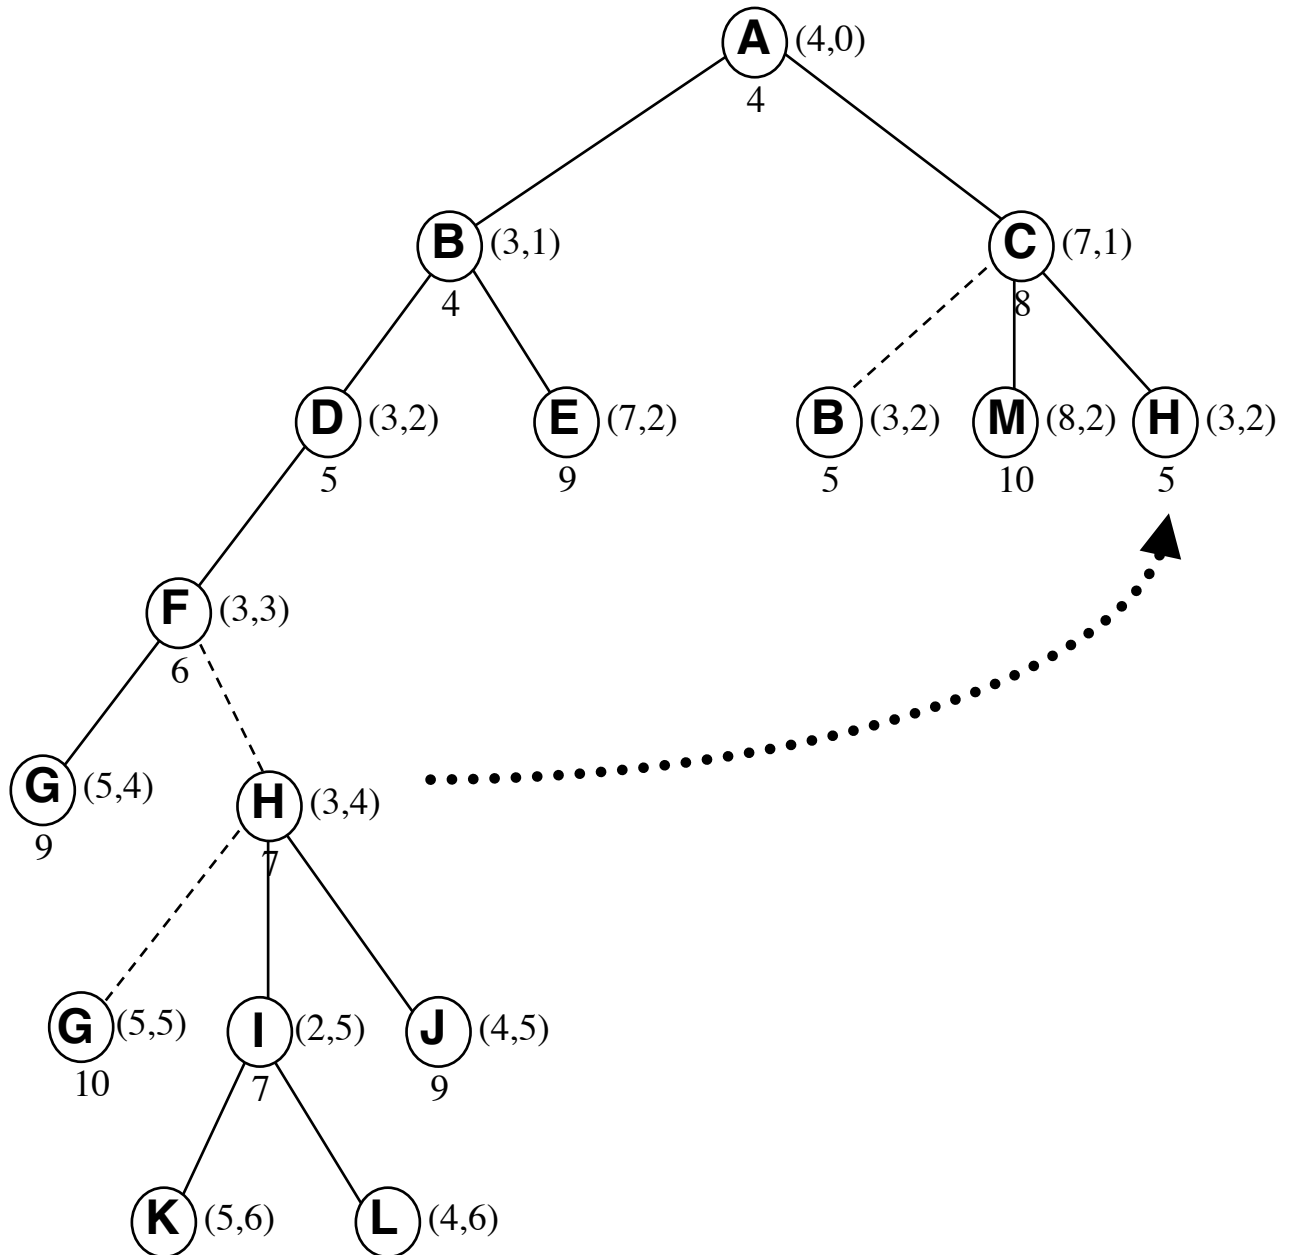 A (4,0)
4
B (3,1)
4
C (7,1)
8
D (3,2)
5
E (7,2)
9
B (3,2)
5
M (8,2)
10
H (3,2)
5
F (3,3)
6
G (5,4)
9
H (3,4)
7
G (5,5)
10
I (2,5)
7
J (4,5)
9
K (5,6)
L (4,6)